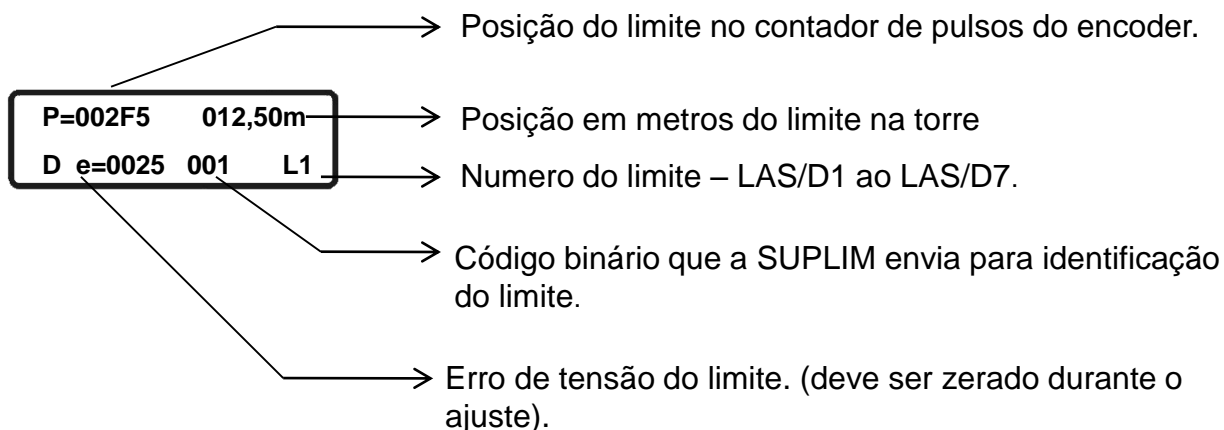 Posição do limite no contador de pulsos do encoder.
P=002F5 012,50m
Posição em metros do limite na torre
D e=0025 001 L1
Numero do limite – LAS/D1 ao LAS/D7.
Código binário que a SUPLIM envia para identificação
do limite.
Erro de tensão do limite. (deve ser zerado durante o
ajuste).